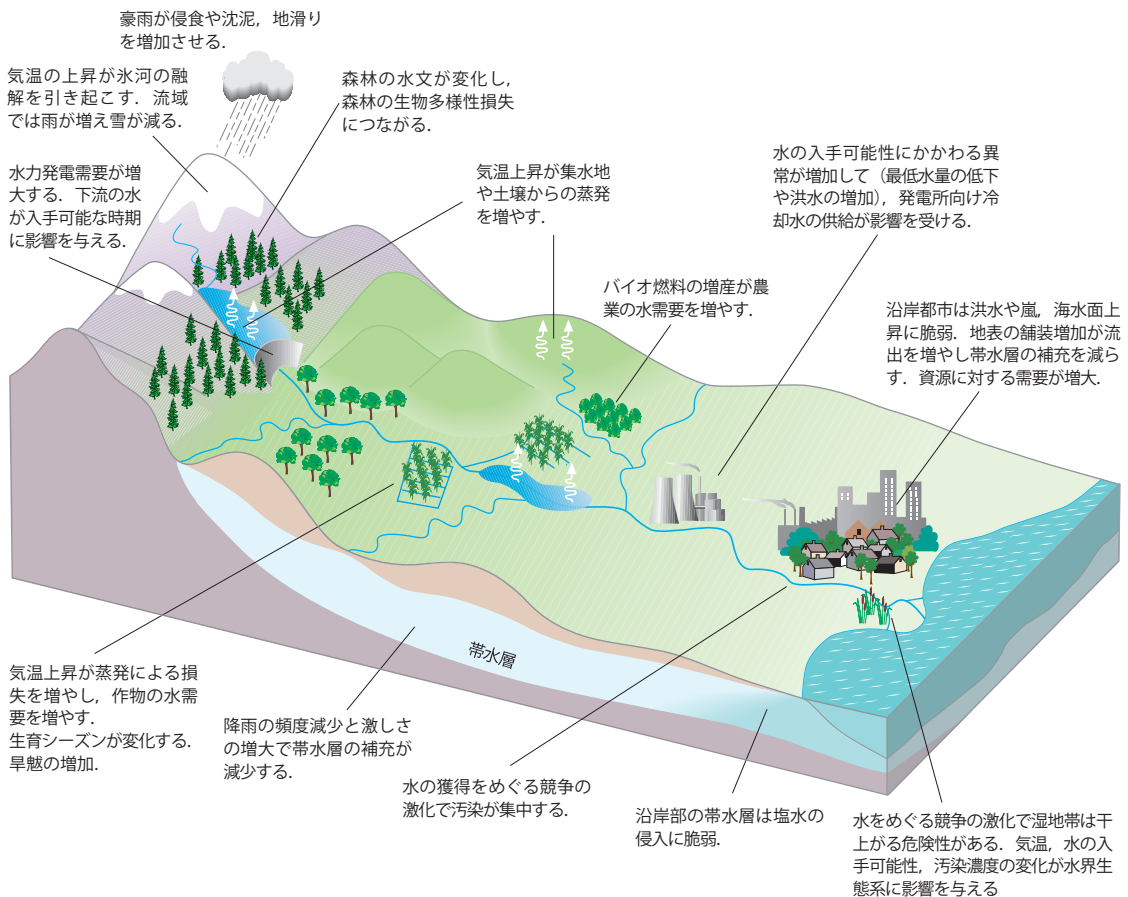 豪雨が侵食や沈泥，地滑り
を増加させる．
気温の上昇が氷河の融
解を引き起こす．流域
では雨が増え雪が減る．
森林の水文が変化し，
森林の生物多様性損失
につながる．
水力発電需要が増
大する．下流の水
が入手可能な時期
に影響を与える．
気温上昇が集水地
や土壌からの蒸発
を増やす．
水の入手可能性にかかわる異
常が増加して（最低水量の低下
や洪水の増加），発電所向け冷
却水の供給が影響を受ける．
バイオ燃料の増産が農
業の水需要を増やす．
沿岸都市は洪水や嵐，海水面上
昇に脆弱．地表の舗装増加が流
出を増やし帯水層の補充を減ら
す．資源に対する需要が増大．
帯水層
気温上昇が蒸発による損
失を増やし，作物の水需
要を増やす．
生育シーズンが変化する．
旱魃の増加．
降雨の頻度減少と激しさ
の増大で帯水層の補充が
減少する．
水の獲得をめぐる競争の
激化で汚染が集中する．
沿岸部の帯水層は塩水の
侵入に脆弱．
水をめぐる競争の激化で湿地帯は干
上がる危険性がある．気温，水の入
手可能性，汚染濃度の変化が水界生
態系に影響を与える